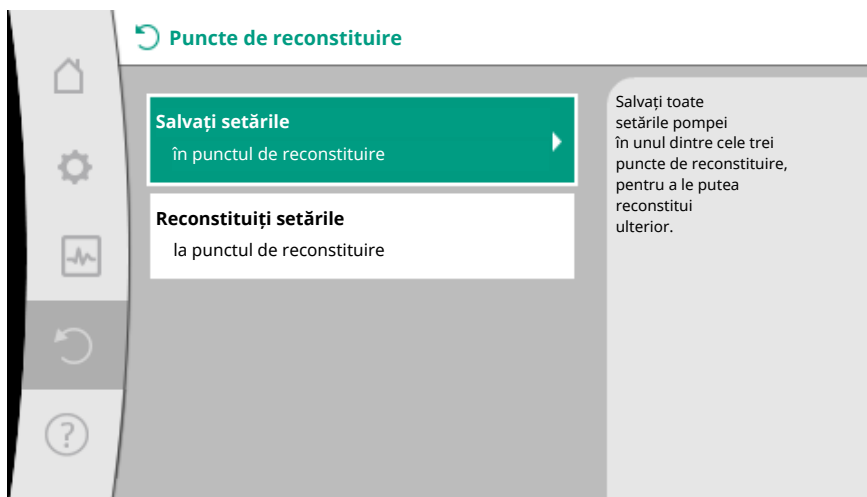 Puncte de reconstituire
Salvați setările
în punctul de reconstituire
Reconstituiți setările
la punctul de reconstituire
Salvați toate
setările pompei
în unul dintre cele trei
puncte de reconstituire,
pentru a le putea
reconstitui
ulterior.
?